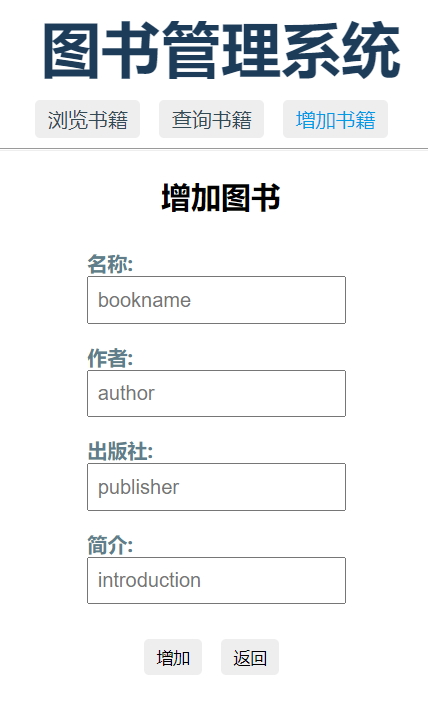 图书管理系统
浏览书籍 查询书籍 增加书籍
增加图书
名称:
bookname
作者:
author
出版社:
publisher
简介:
introduction
增加 返回